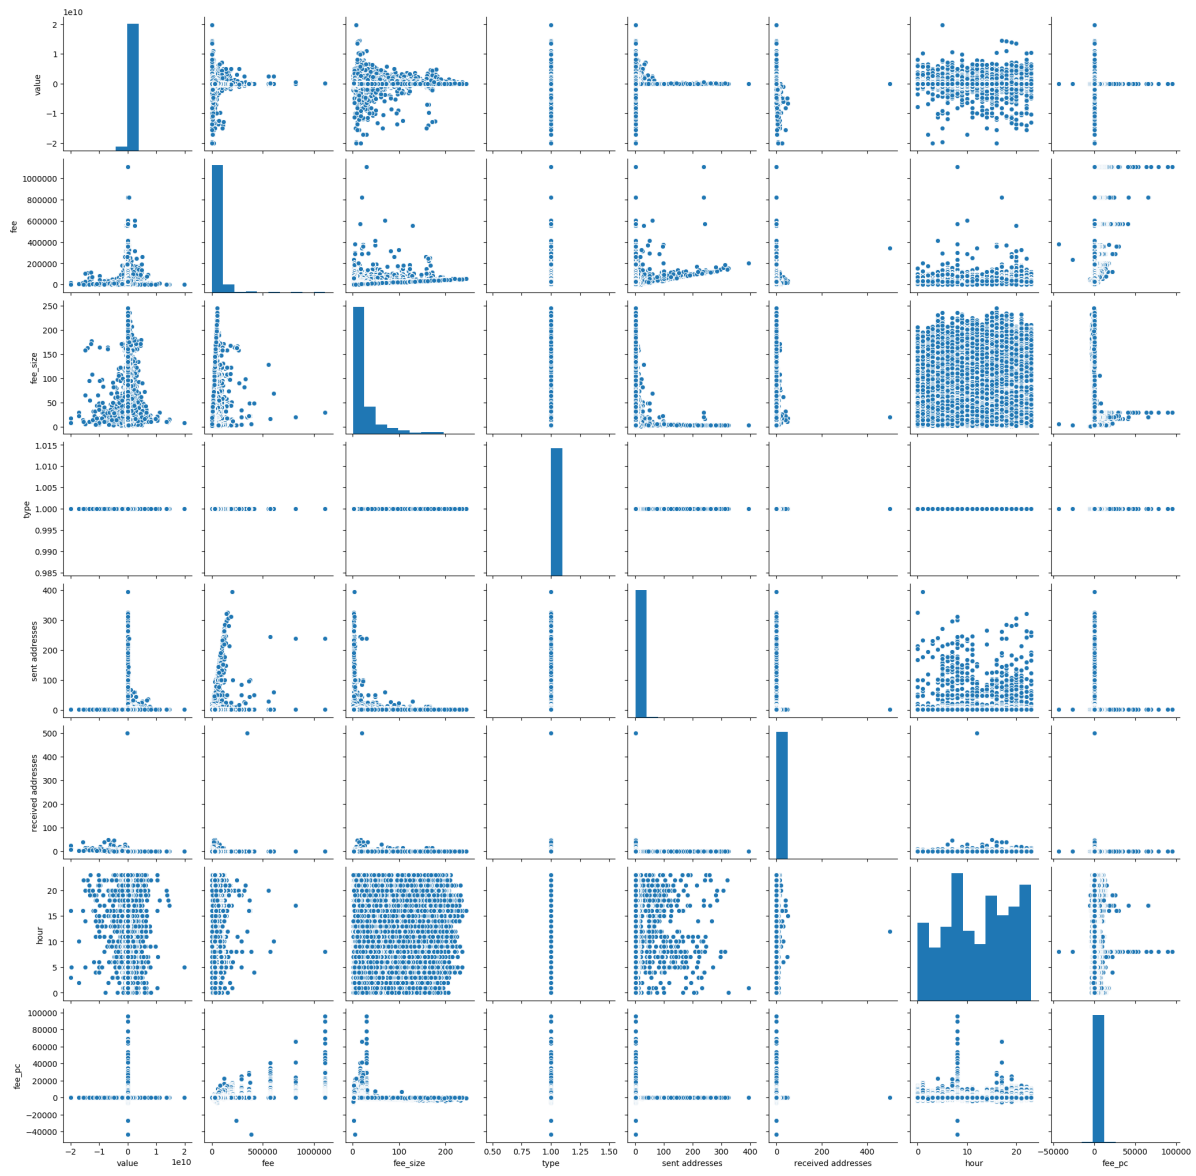 1e10
2
1
0
−1
−2
value
1000000
800000
600000
400000
200000
0
fee
250
200
150
100
50
0
fee_size
1.015
1.010
1.005
1.000
0.995
0.990
0.985
type
400
300
200
100
0
sent addresses
500
400
300
200
100
0
received addresses
20
15
10
5
0
hour
100000
80000
60000
40000
20000
0
−20000
−40000
fee_pc
−2 −1 0 1 2
1e10
value
0 500000 1000000
fee
0 100 200
fee_size
0.50 0.75 1.00 1.25 1.50
type
0 100 200 300 400
sent addresses
0 200 400
received addresses
0 10 20
hour
−50000 0 50000 100000
fee_pc